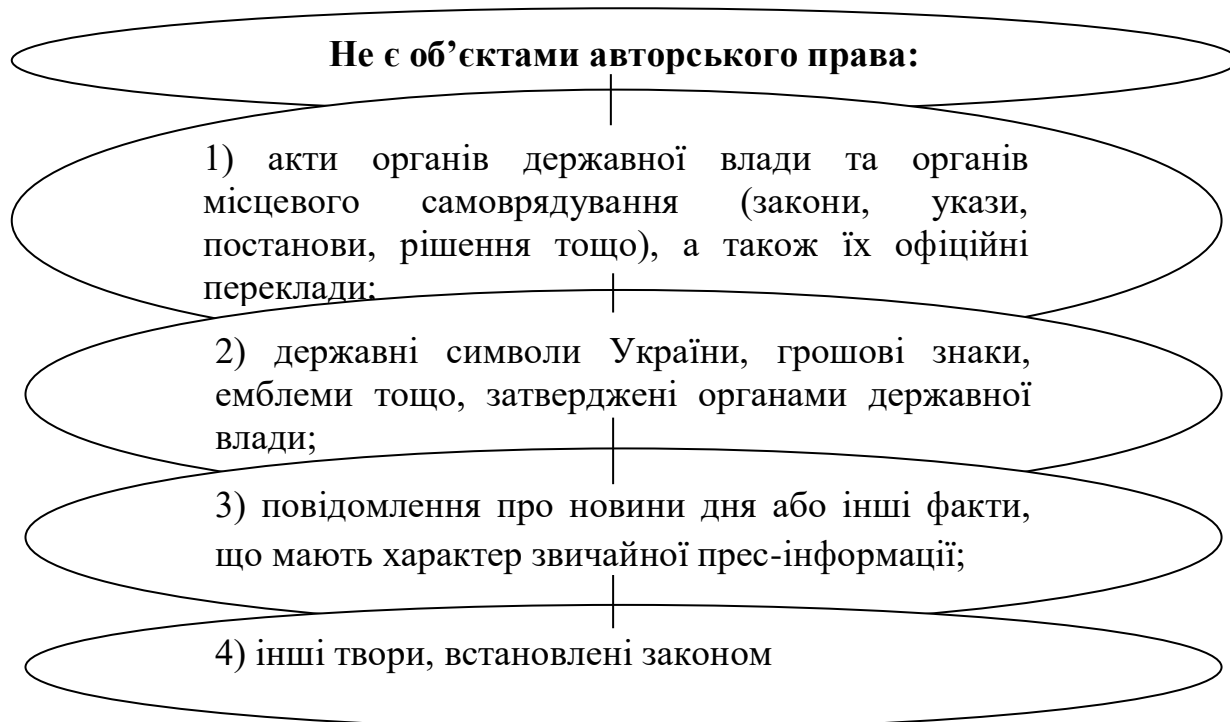 Не є об’єктами авторського права:
1) акти органів державної влади та органів
місцевого самоврядування (закони, укази,
постанови, рішення тощо), а також їх офіційні
переклади;
2) державні символи України, грошові знаки,
емблеми тощо, затверджені органами державної
влади;
3) повідомлення про новини дня або інші факти,
що мають характер звичайної прес-інформації;
4) інші твори, встановлені законом